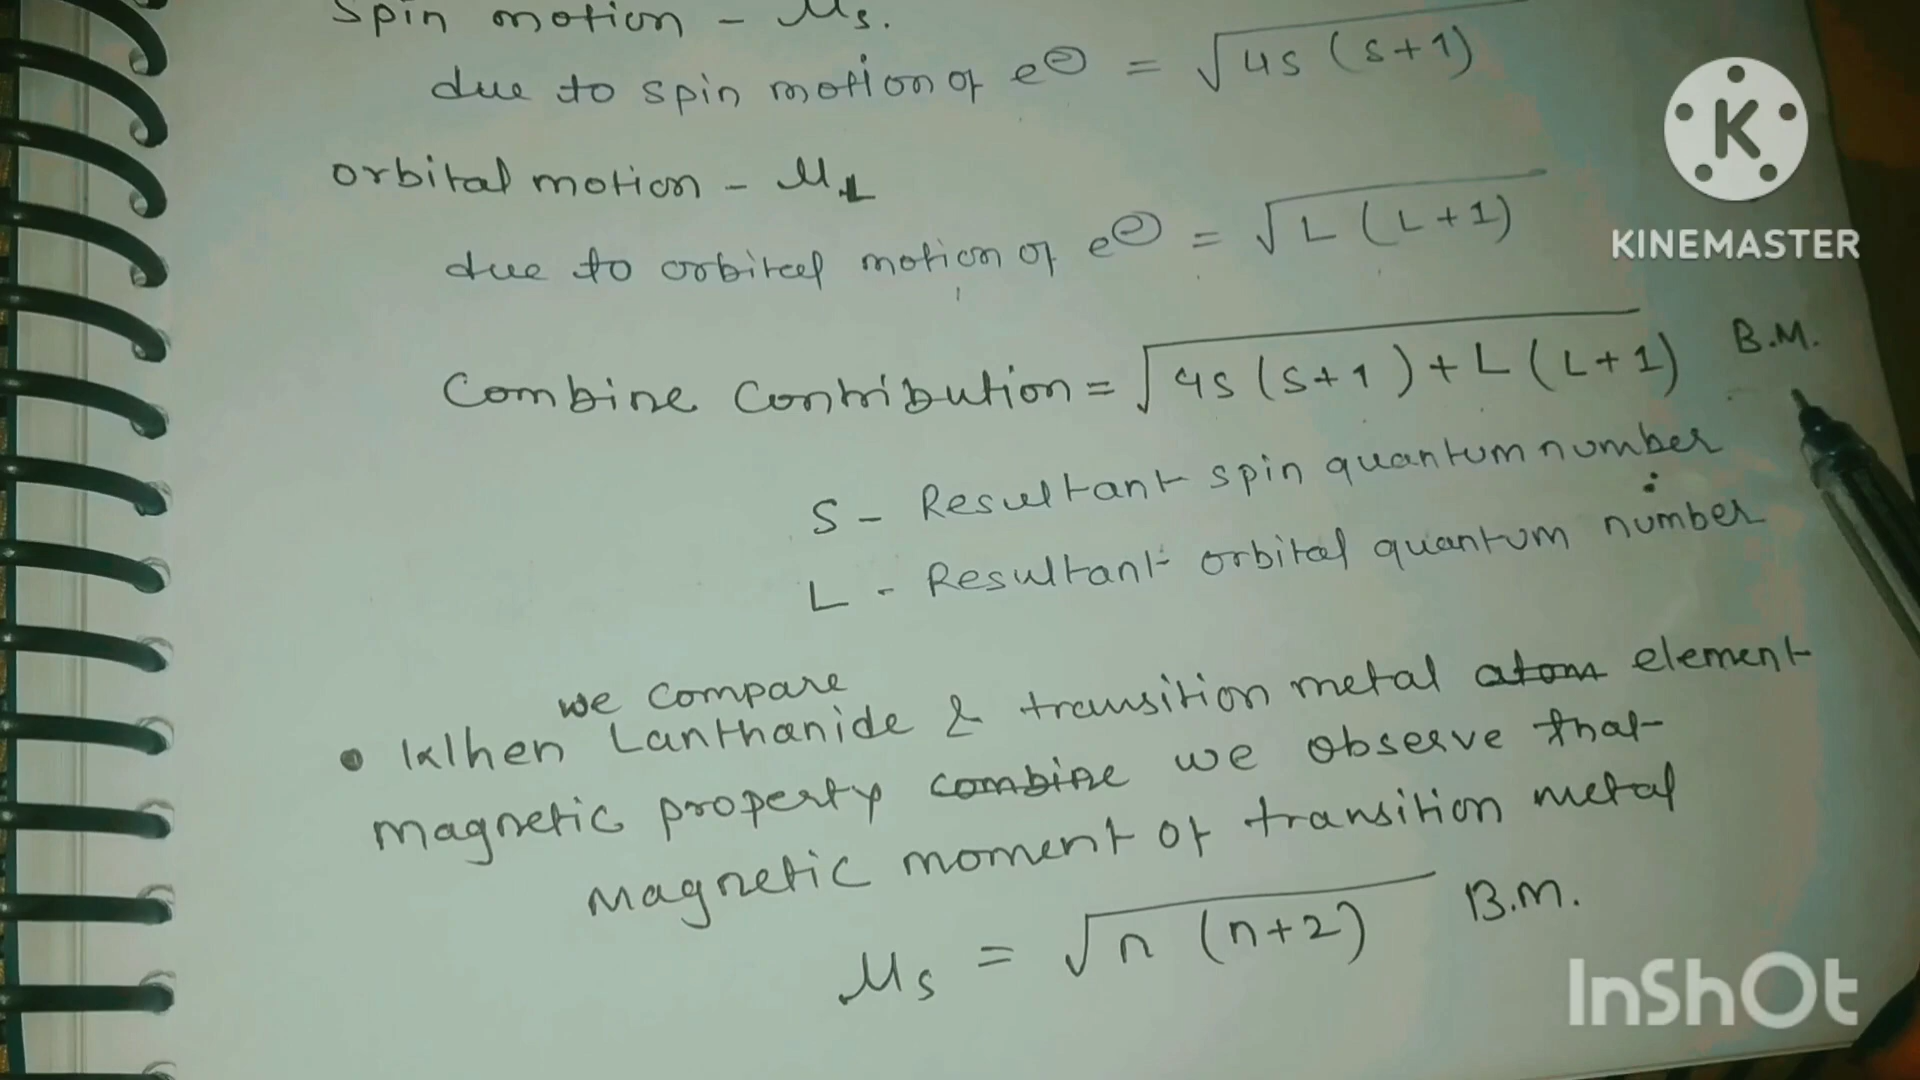 Spin motion - μs.
due to spin motion of e⊖ = √4s (s+1)
orbital motion - μL
due to orbital motion of e⊖ = √L (L+1)
Combine Contribution = √4s (s+1) + L (L+1) B.M.
S - Resultant spin quantum number
L - Resultant orbital quantum number
we compare
• When Lanthanide & transition metal atom element
magnetic property combine we observe that
magnetic moment of transition metal
μs = √n (n+2) B.M.
K
KINEMASTER
InShOt